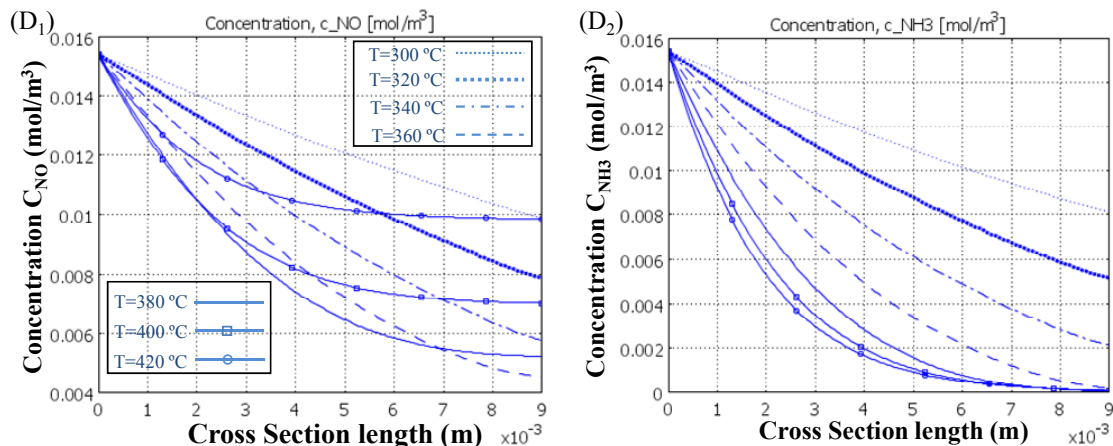 (D₁)
Concentration, c_NO [mol/m³]
Concentration C_NO (mol/m³)
0.016
0.014
0.012
0.01
0.008
0.006
0.004
T=300 ºC
T=320 ºC
T=340 ºC
T=360 ºC
T=380 ºC
T=400 ºC
T=420 ºC
0 1 2 3 4 5 6 7 8 9
×10⁻³
Cross Section length (m)
(D₂)
Concentration, c_NH3 [mol/m³]
Concentration C_NH3 (mol/m³)
0.016
0.014
0.012
0.01
0.008
0.006
0.004
0.002
0
0 1 2 3 4 5 6 7 8 9
×10⁻³
Cross Section length (m)